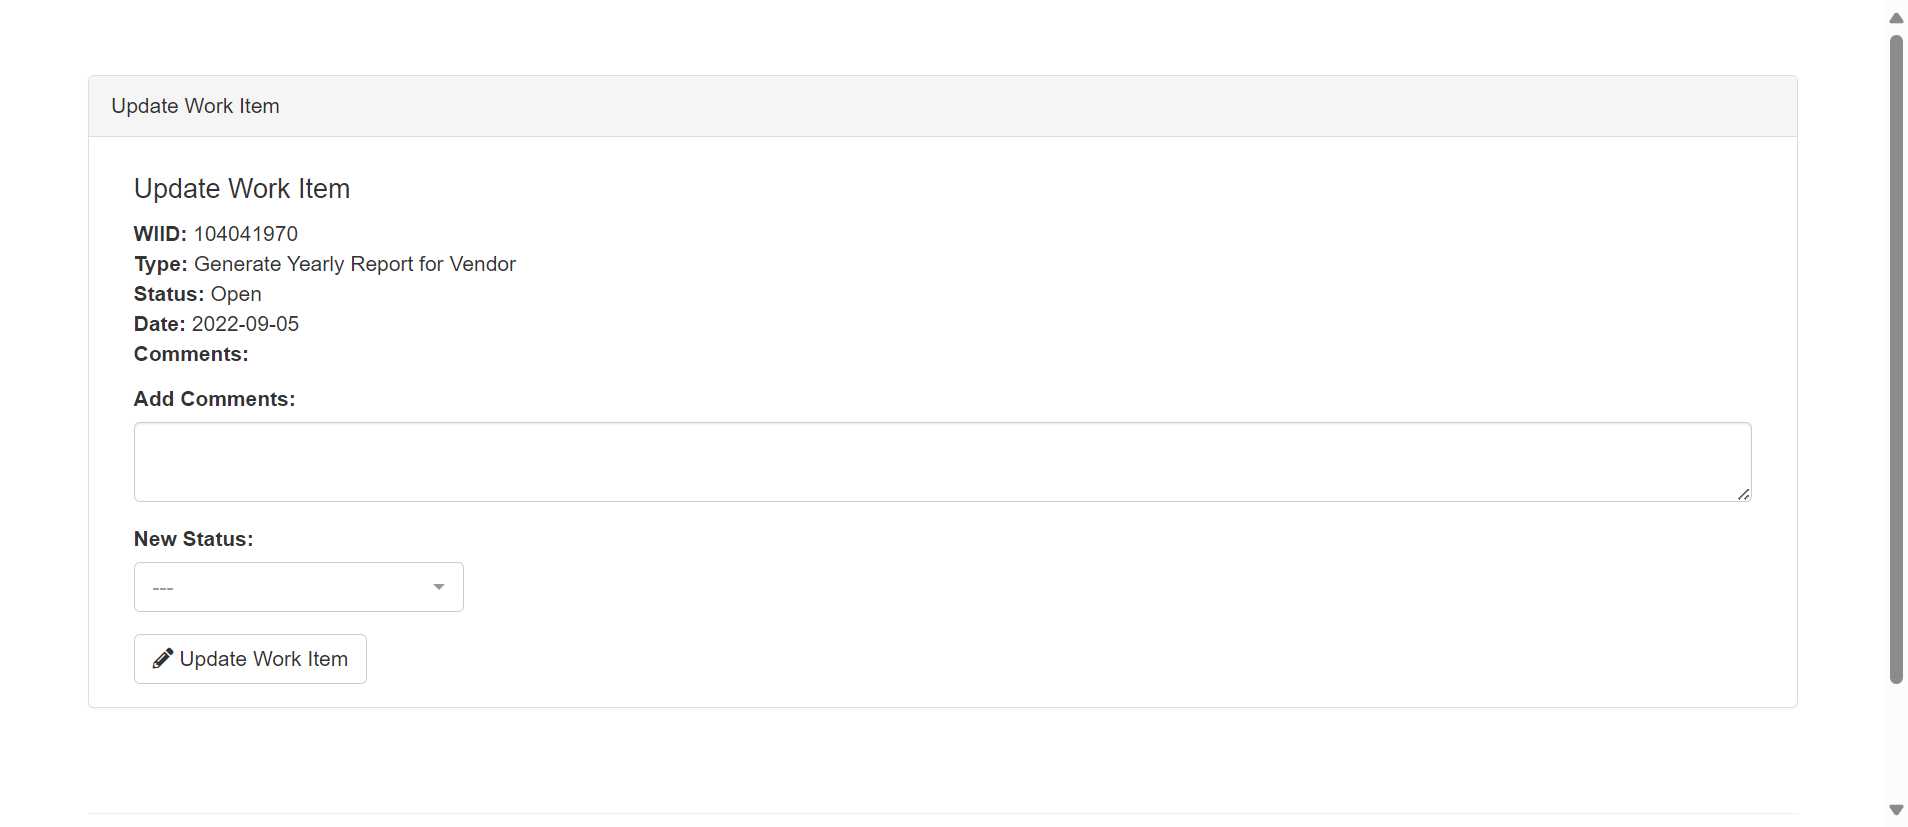 Update Work Item
Update Work Item
WIID: 104041970
Type: Generate Yearly Report for Vendor
Status: Open
Date: 2022-09-05
Comments:
Add Comments:
New Status:
---
Update Work Item